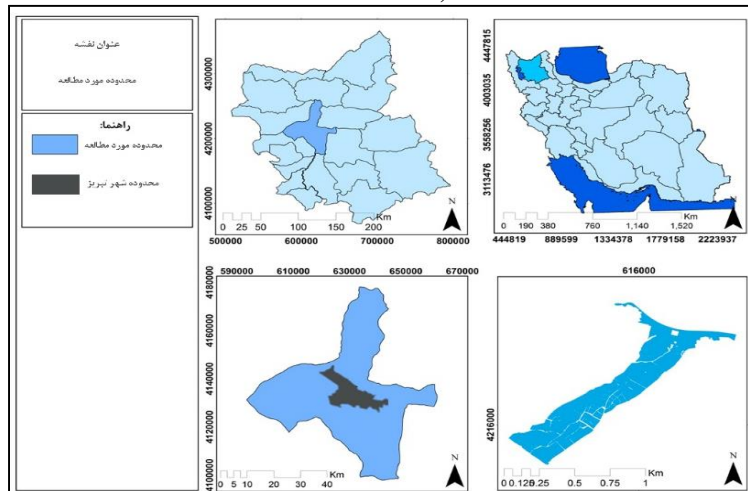 عنوان نفشه
محدوده مورد مطالعه
راهنما:
محدوده مورد مطالعه
محدوده شهر تبریز
4300000
4200000
4100000
N
Km
0 25 50 100 150 200
500000 600000 700000 800000
4447815
4003035
3558256
3113476
N
Km
0 190 380 760 1,140 1,520
444819 889599 1334378 1779158 2223937
590000 610000 630000 650000 670000
4180000
4160000
4140000
4120000
4100000
N
Km
0 5 10 20 30 40
616000
4216000
N
Km
0 0.125 0.25 0.5 0.75 1